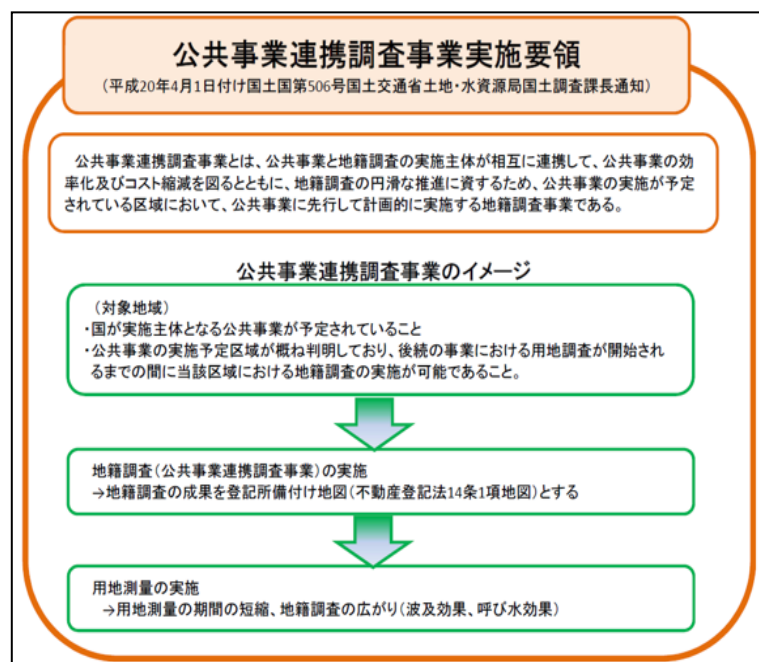 公共事業連携調査事業実施要領
（平成20年4月1日付け国土国第506号国土交通省土地・水資源局国土調査課長通知）
公共事業連携調査事業とは、公共事業と地籍調査の実施主体が相互に連携して、公共事業の効
率化及びコスト縮減を図るとともに、地籍調査の円滑な推進に資するため、公共事業の実施が予定
されている区域において、公共事業に先行して計画的に実施する地籍調査事業である。
公共事業連携調査事業のイメージ
（対象地域）
・国が実施主体となる公共事業が予定されていること
・公共事業の実施予定区域が概ね判明しており、後続の事業における用地調査が開始され
るまでの間に当該区域における地籍調査の実施が可能であること。
地籍調査（公共事業連携調査事業）の実施
→地籍調査の成果を登記所備付け地図（不動産登記法14条1項地図）とする
用地測量の実施
→用地測量の期間の短縮、地籍調査の広がり（波及効果、呼び水効果）